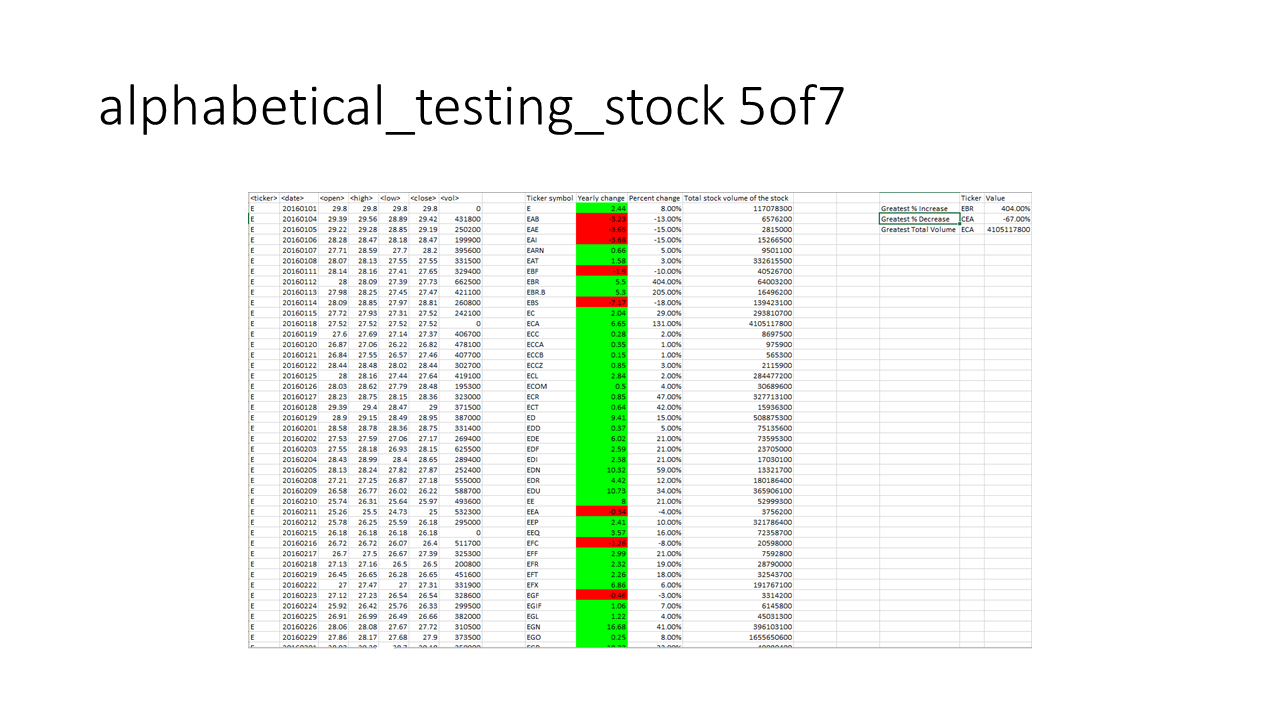 alphabetical_testing_stock 5of7
<ticker> <date> <open> <high> <low> <close> <vol> Ticker symbol Yearly change Percent change Total stock volume of the stock Ticker Value
E 20160101 29.8 29.8 29.8 29.8 0 E 2.44 8.00% 117078300 Greatest % Increase EBR 404.00%
E 20160104 29.39 29.56 28.89 29.42 431800 EAB -13.00% 6576200 Greatest % Decrease CEA -67.00%
E 20160105 29.22 29.28 28.85 29.19 250200 EAE -15.00% 2815000 Greatest Total Volume ECA 4105117800
E 20160106 28.28 28.47 28.18 28.47 199900 EAI -15.00% 15266500
E 20160107 27.71 28.59 27.7 28.2 395600 EARN 0.66 5.00% 9501100
E 20160108 28.07 28.13 27.55 27.55 331500 EAT 1.58 3.00% 332615500
E 20160111 28.14 28.16 27.41 27.65 329400 EBF -10.00% 40526700
E 20160112 28 28.09 27.39 27.73 662500 EBR 5.5 404.00% 64003200
E 20160113 27.98 28.25 27.45 27.47 421100 EBR.B 5.3 205.00% 16496200
E 20160114 28.09 28.85 27.97 28.81 260800 EBS -7.17 -18.00% 139423100
E 20160115 27.72 27.93 27.31 27.52 242100 EC 2.04 29.00% 293810700
E 20160118 27.52 27.52 27.52 27.52 0 ECA 6.65 131.00% 4105117800
E 20160119 27.6 27.69 27.14 27.37 406700 ECC 0.28 2.00% 8697500
E 20160120 26.87 27.06 26.22 26.82 478100 ECCA 0.35 1.00% 975900
E 20160121 26.84 27.55 26.57 27.46 407700 ECCB 0.15 1.00% 565300
E 20160122 28.44 28.48 28.02 28.44 302700 ECCZ 0.85 3.00% 2115900
E 20160125 28 28.16 27.44 27.64 419100 ECL 2.84 2.00% 284477200
E 20160126 28.03 28.62 27.79 28.48 195300 ECOM 0.5 4.00% 30689600
E 20160127 28.23 28.75 28.15 28.36 323000 ECR 0.85 47.00% 327713100
E 20160128 29.39 29.4 28.47 29 371500 ECT 0.64 42.00% 15936300
E 20160129 28.9 29.15 28.49 28.95 387000 ED 9.41 15.00% 508875300
E 20160201 28.58 28.78 28.36 28.75 331400 EDD 0.37 5.00% 75135600
E 20160202 27.53 27.59 27.06 27.17 269400 EDE 6.02 21.00% 73595300
E 20160203 27.55 28.18 26.93 28.15 625500 EDF 2.59 21.00% 23705000
E 20160204 28.43 28.99 28.4 28.65 289400 EDI 2.38 21.00% 17030100
E 20160205 28.13 28.24 27.82 27.87 252400 EDN 10.32 59.00% 13321700
E 20160208 27.21 27.25 26.87 27.18 555000 EDR 4.42 12.00% 180186400
E 20160209 26.58 26.77 26.02 26.22 588700 EDU 10.73 34.00% 365906100
E 20160210 25.74 26.31 25.64 25.97 493600 EE 8 21.00% 52999300
E 20160211 25.26 25.5 24.73 25 532300 EEA -4.00% 3756200
E 20160212 25.78 26.25 25.59 26.18 295000 EEP 2.41 10.00% 321786400
E 20160215 26.18 26.18 26.18 26.18 0 EEQ 3.57 16.00% 72358700
E 20160216 26.72 26.72 26.07 26.4 511700 EFC -8.00% 20598000
E 20160217 26.7 27.5 26.67 27.39 325300 EFF 2.99 21.00% 7592800
E 20160218 27.13 27.16 26.5 26.5 200800 EFR 2.32 19.00% 28790000
E 20160219 26.45 26.65 26.28 26.65 451600 EFT 2.26 18.00% 32543700
E 20160222 27 27.47 27 27.31 331900 EFX 6.86 6.00% 191767100
E 20160223 27.12 27.23 26.54 26.54 328600 EGF -3.00% 3314200
E 20160224 25.92 26.42 25.76 26.33 299500 EGIF 1.06 7.00% 6145800
E 20160225 26.91 26.99 26.49 26.66 382000 EGL 1.22 4.00% 45031300
E 20160226 28.06 28.08 27.67 27.72 310500 EGN 16.68 41.00% 396103100
E 20160229 27.86 28.17 27.68 27.9 373500 EGO 0.25 8.00% 1655650600